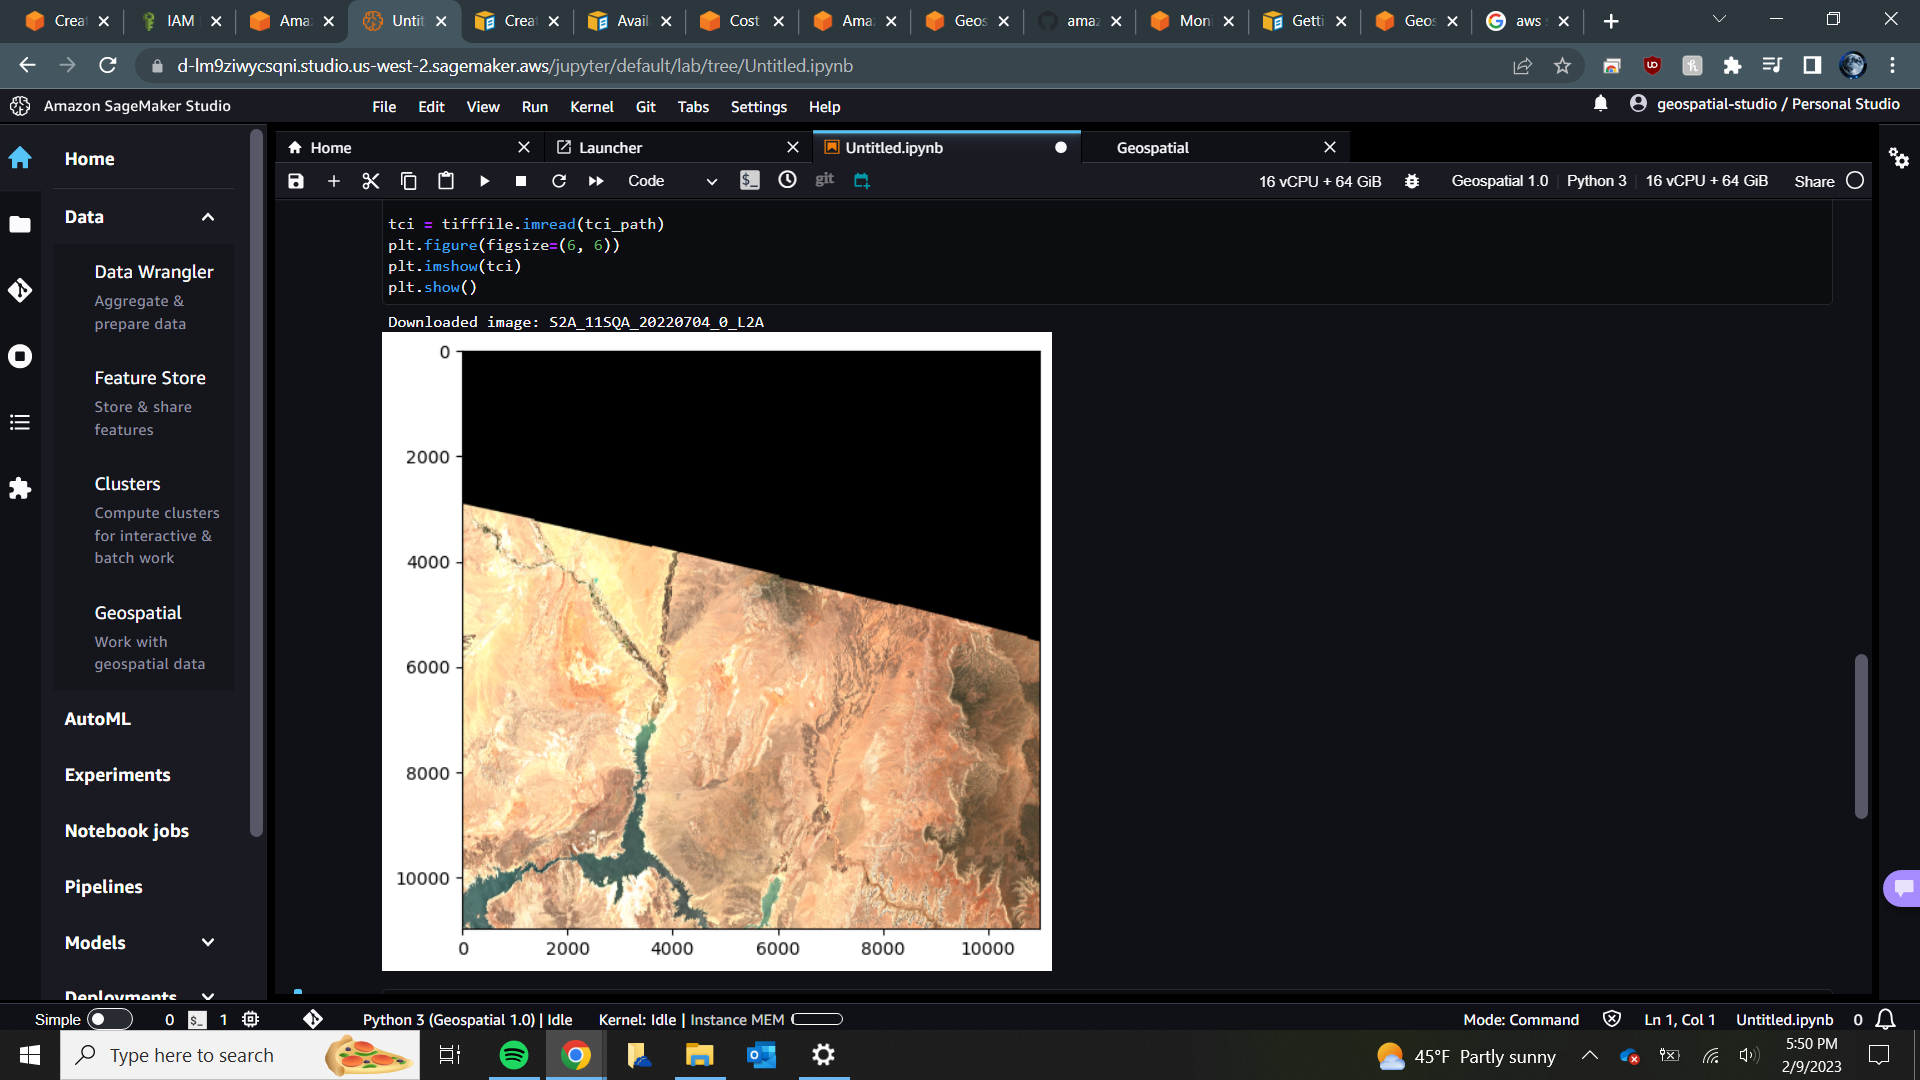 Creat
IAM
Amaz
Untit
Creat
Avail
Cost
Amaz
Geos
amaz
Moni
Getti
Geos
aws s
d-lm9ziwycsqni.studio.us-west-2.sagemaker.aws/jupyter/default/lab/tree/Untitled.ipynb
Amazon SageMaker Studio
File Edit View Run Kernel Git Tabs Settings Help
geospatial-studio / Personal Studio
Home
Launcher
Untitled.ipynb
Geospatial
Code
git
16 vCPU + 64 GiB
Geospatial 1.0
Python 3
16 vCPU + 64 GiB
Share
Home
Data
Data Wrangler
Aggregate &
prepare data
Feature Store
Store & share
features
Clusters
Compute clusters
for interactive &
batch work
Geospatial
Work with
geospatial data
AutoML
Experiments
Notebook jobs
Pipelines
Models
Deployments
tci = tifffile.imread(tci_path)
plt.figure(figsize=(6, 6))
plt.imshow(tci)
plt.show()
Downloaded image: S2A_11SQA_20220704_0_L2A
0
2000
4000
6000
8000
10000
0 2000 4000 6000 8000 10000
Simple
0
$_
1
Python 3 (Geospatial 1.0) | Idle
Kernel: Idle | Instance MEM
Mode: Command
Ln 1, Col 1
Untitled.ipynb
0
Type here to search
45°F Partly sunny
5:50 PM
2/9/2023